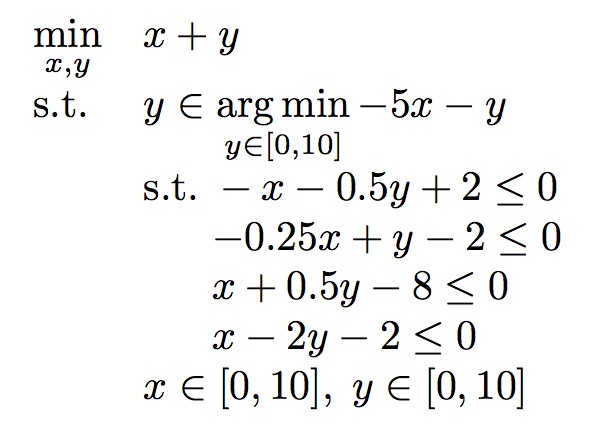 min x + y
x,y
s.t. y ∈ arg min −5x − y
y∈[0,10]
s.t. − x − 0.5y + 2 ≤ 0
−0.25x + y − 2 ≤ 0
x + 0.5y − 8 ≤ 0
x − 2y − 2 ≤ 0
x ∈ [0, 10], y ∈ [0, 10]